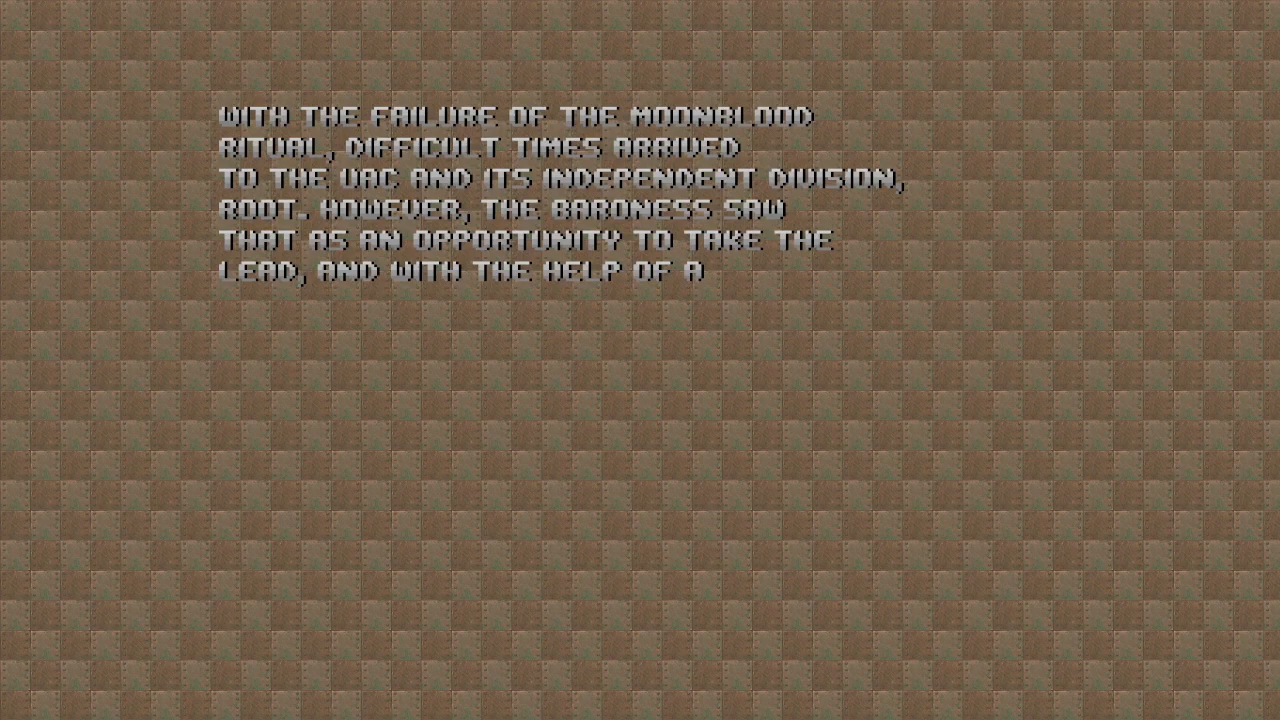 WITH THE FAILURE OF THE MOONBLOOD
RITUAL, DIFFICULT TIMES ARRIVED
TO THE UAC AND ITS INDEPENDENT DIVISION,
ROOT. HOWEVER, THE BARONESS SAW
THAT AS AN OPPORTUNITY TO TAKE THE
LEAD, AND WITH THE HELP OF A